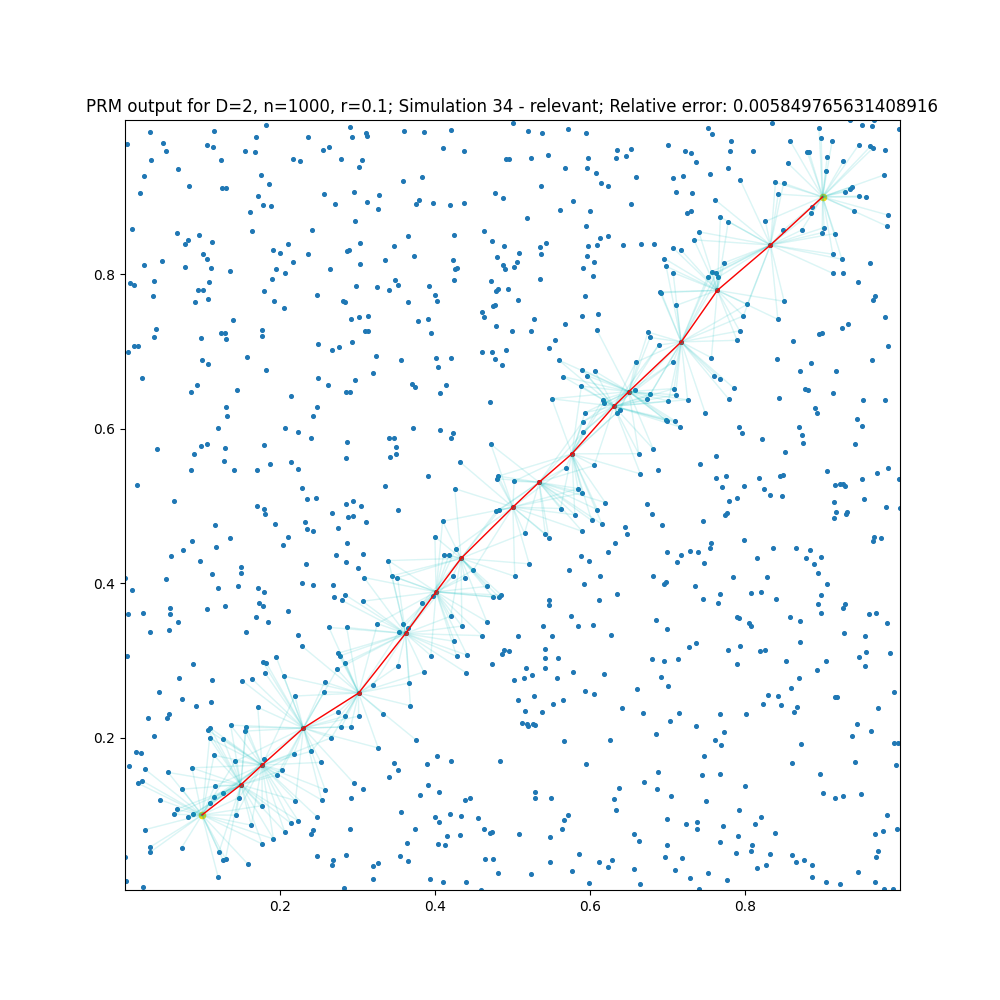 PRM output for D=2, n=1000, r=0.1; Simulation 34 - relevant; Relative error: 0.005849765631408916
0.8
0.6
0.4
0.2
0.2 0.4 0.6 0.8